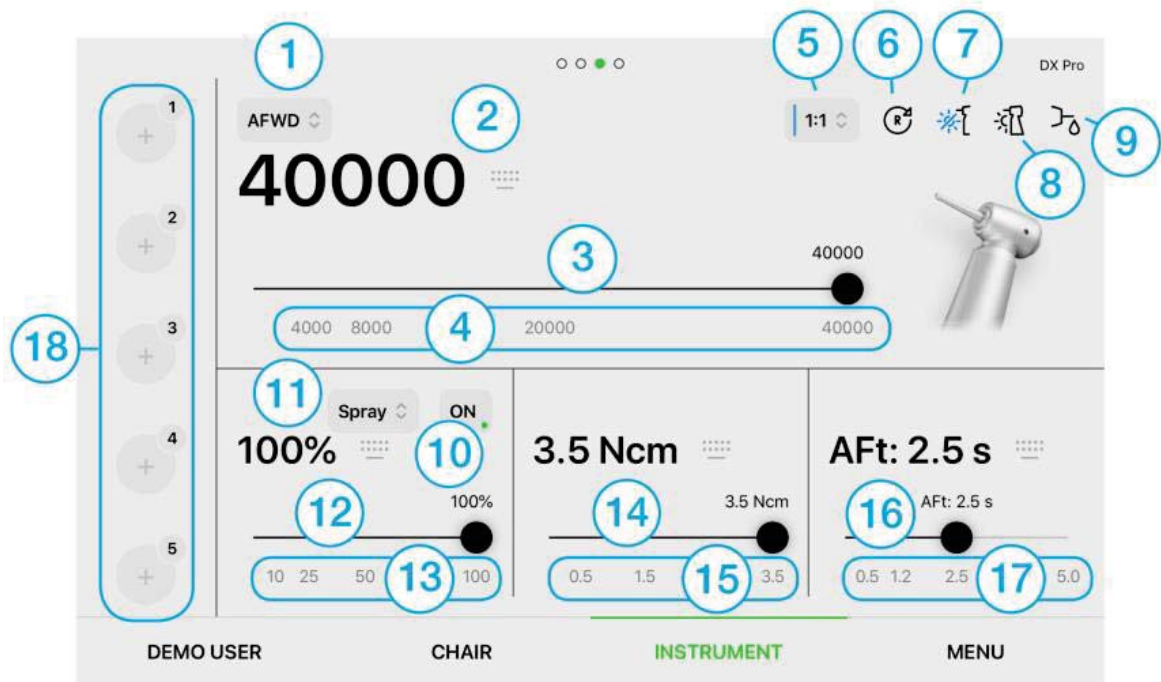 1
5
6
7
DX Pro
1
AFWD
2
1:1
R
9
8
40000
2
3
40000
3
4000 8000 4 20000 40000
18
11
Spray ON
4
100% 10 3.5 Ncm AFt: 2.5 s
12 100% 14 3.5 Ncm 16 AFt: 2.5 s
5
10 25 50 13 100 0.5 1.5 15 3.5 0.5 1.2 2.5 17 5.0
DEMO USER CHAIR INSTRUMENT MENU